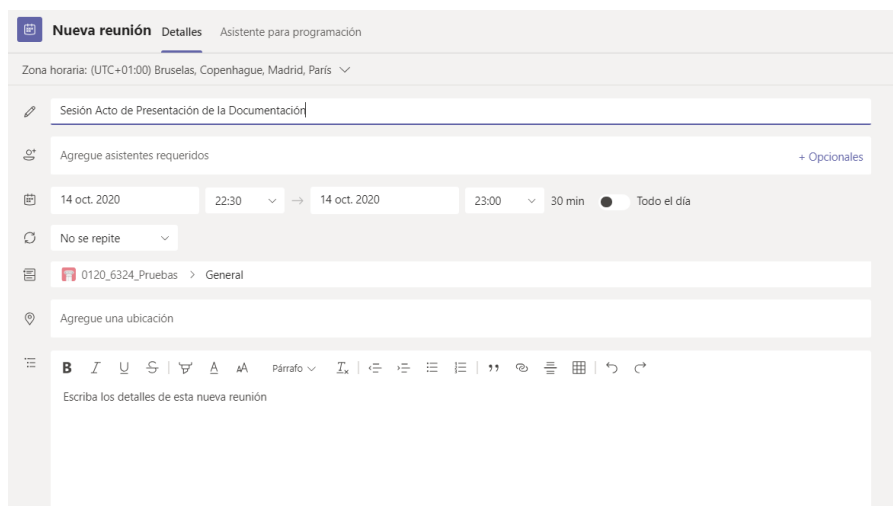 Nueva reunión Detalles Asistente para programación
Zona horaria: (UTC+01:00) Bruselas, Copenhague, Madrid, París
Sesión Acto de Presentación de la Documentación
Agregue asistentes requeridos + Opcionales
14 oct. 2020 22:30 → 14 oct. 2020 23:00 30 min Todo el día
No se repite
0120_6324_Pruebas > General
Agregue una ubicación
B I U S A AA Párrafo Tx
Escriba los detalles de esta nueva reunión